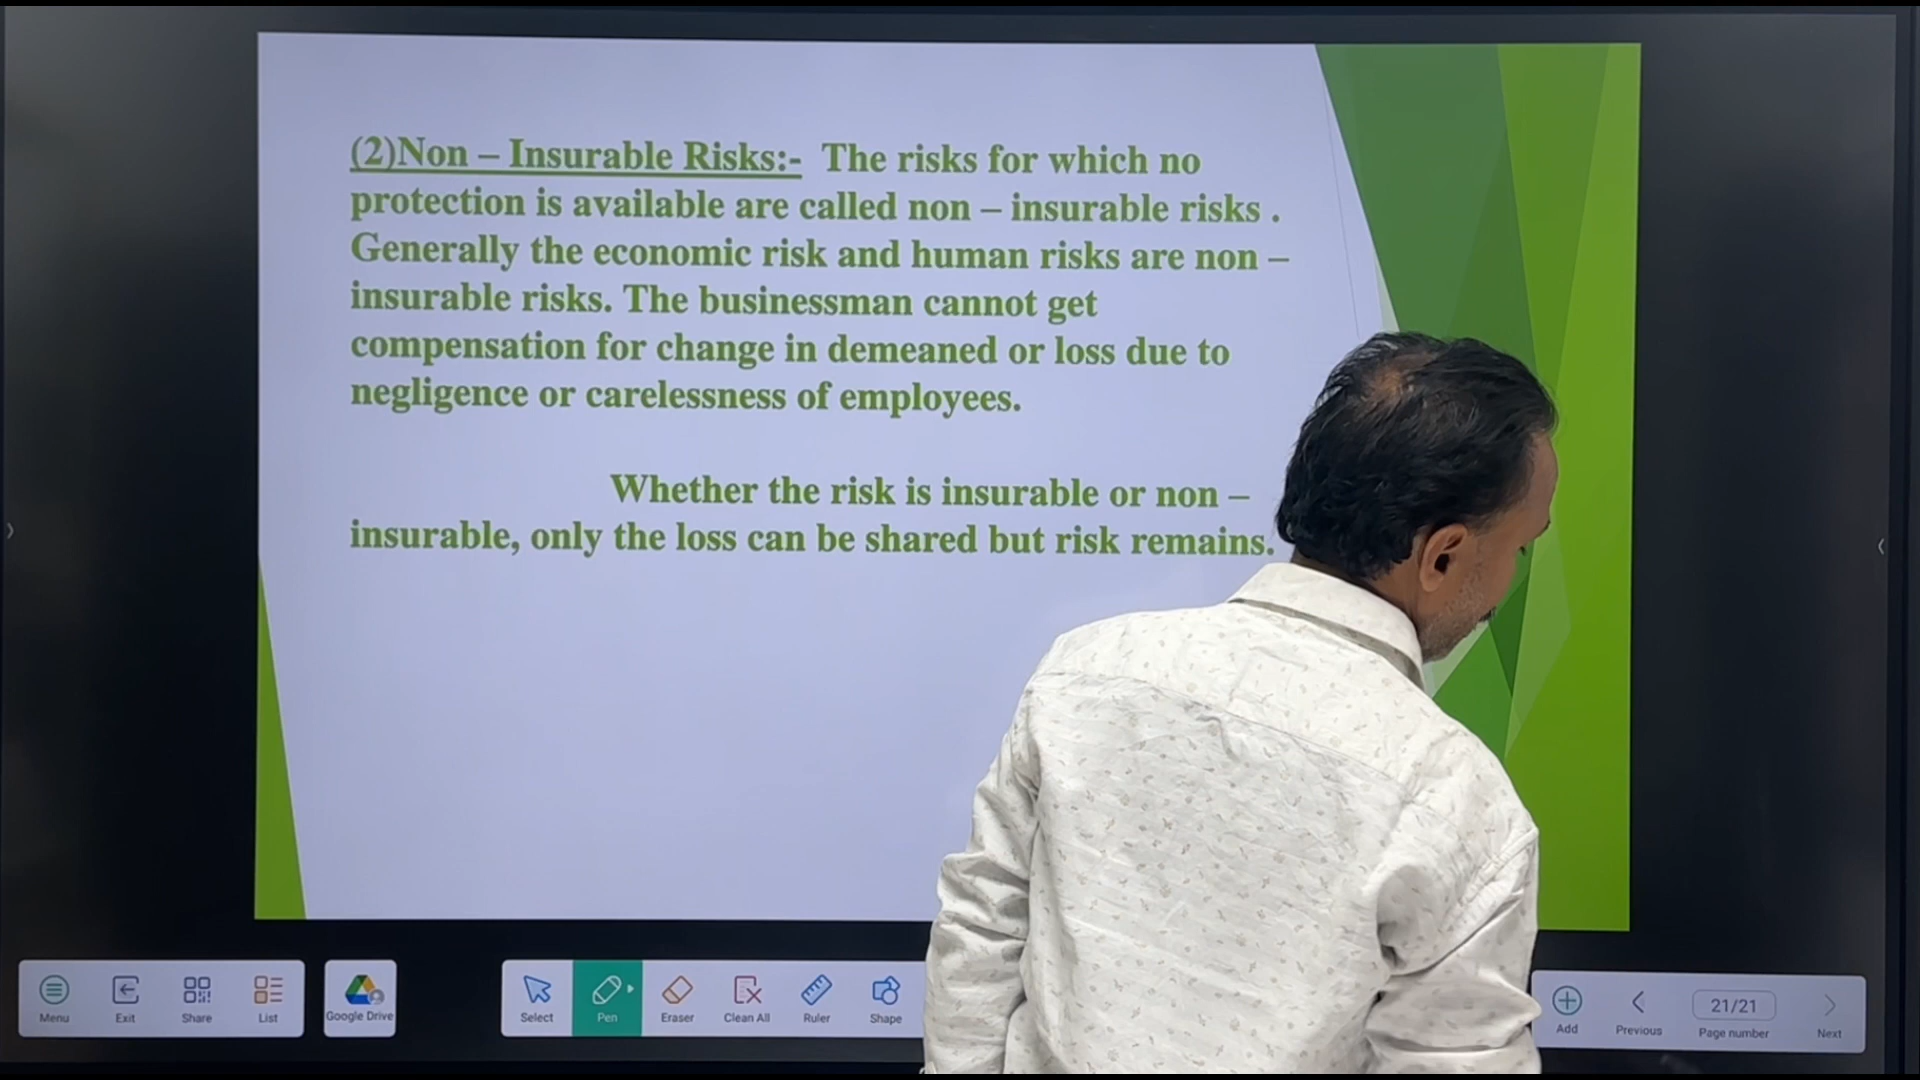 (2)Non – Insurable Risks:- The risks for which no
protection is available are called non – insurable risks .
Generally the economic risk and human risks are non –
insurable risks. The businessman cannot get
compensation for change in demeaned or loss due to
negligence or carelessness of employees.
Whether the risk is insurable or non –
insurable, only the loss can be shared but risk remains.
Menu Exit Share List Google Drive Select Pen Eraser Clean All Ruler Shape Add Previous 21/21 Page number Next